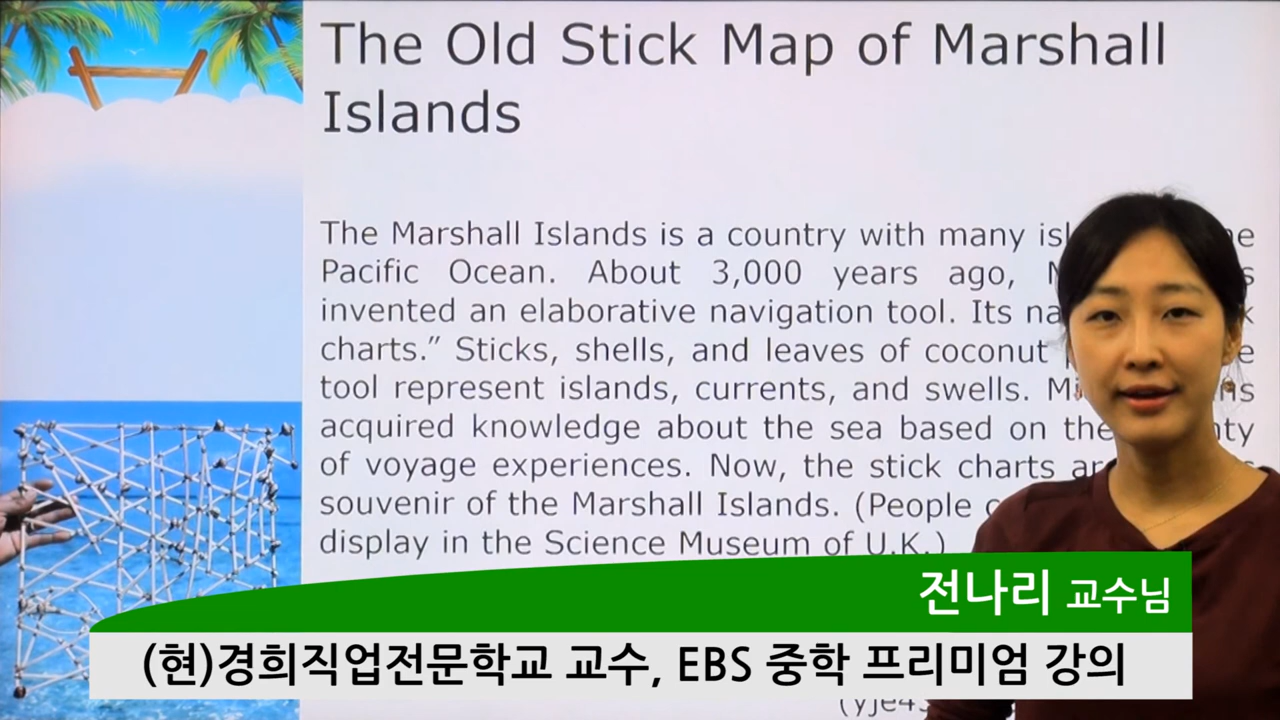 The Old Stick Map of Marshall
Islands
The Marshall Islands is a country with many
Pacific Ocean. About 3,000 years ago,
invented an elaborative navigation tool. Its
charts.” Sticks, shells, and leaves of coconut
tool represent islands, currents, and swells.
acquired knowledge about the sea based on the
of voyage experiences. Now, the stick charts
souvenir of the Marshall Islands. (People
display in the Science Museum of U.K.)
전나리 교수님
(현)경희직업전문학교 교수, EBS 중학 프리미엄 강의